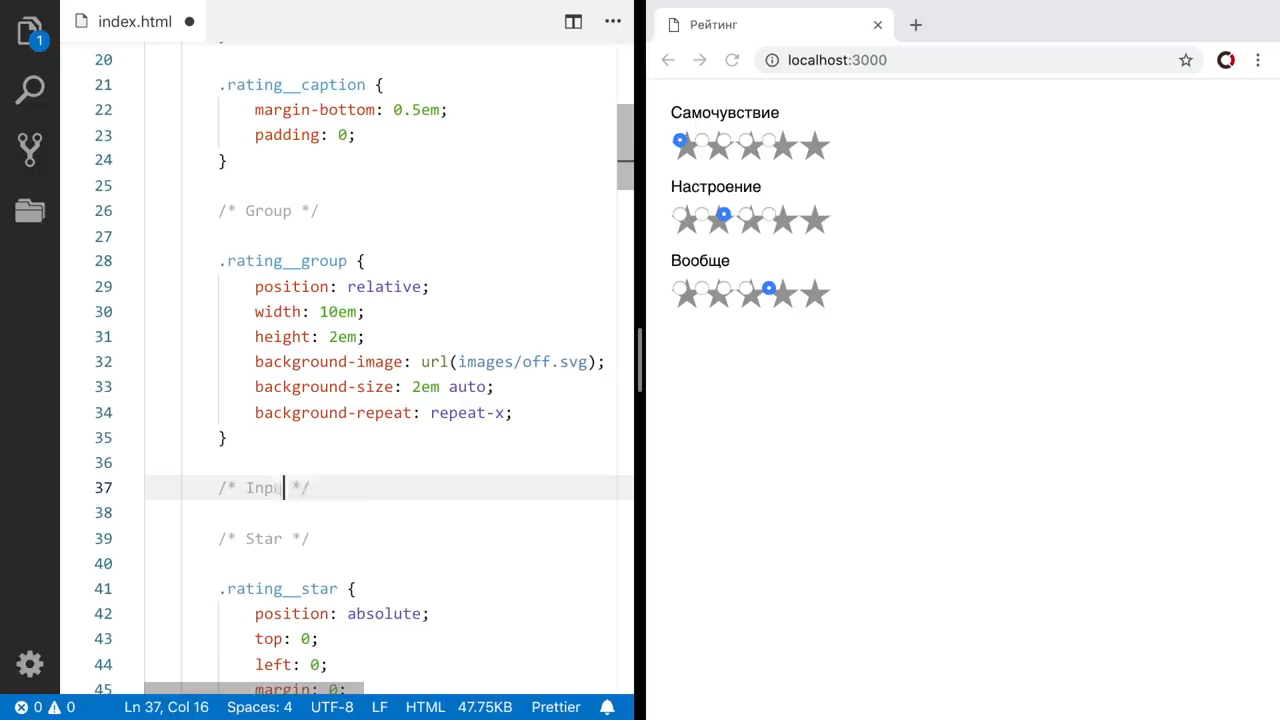 index.html
20
21 .rating__caption {
22 margin-bottom: 0.5em;
23 padding: 0;
24 }
25
26 /* Group */
27
28 .rating__group {
29 position: relative;
30 width: 10em;
31 height: 2em;
32 background-image: url(images/off.svg);
33 background-size: 2em auto;
34 background-repeat: repeat-x;
35 }
36
37 /* Inpu */
38
39 /* Star */
40
41 .rating__star {
42 position: absolute;
43 top: 0;
44 left: 0;
45 margin: 0;
1
0 0 Ln 37, Col 16 Spaces: 4 UTF-8 LF HTML 47.75KB Prettier
Рейтинг
localhost:3000
Самочувствие
Настроение
Вообще